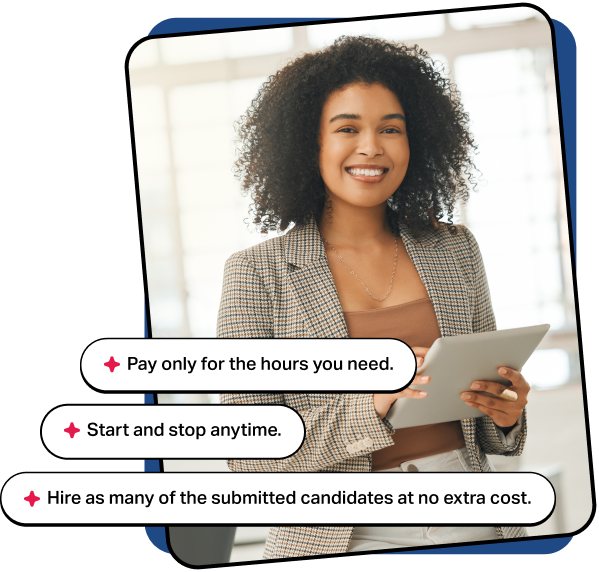 Pay only for the hours you need.
Start and stop anytime.
Hire as many of the submitted candidates at no extra cost.